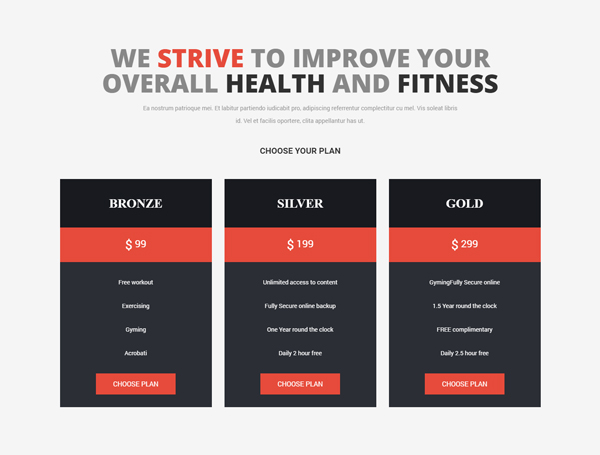 WE STRIVE TO IMPROVE YOUR
OVERALL HEALTH AND FITNESS
Ea nostrum patrioque mei. Et labitur partiendo iudicabit pro, adipiscing referrentur complectitur cu mel. Vis soleat libris
id. Vel et facilis oportere, clita appellantur has ut.
CHOOSE YOUR PLAN
BRONZE
$ 99
Free workout
Exercising
Gyming
Acrobati
CHOOSE PLAN
SILVER
$ 199
Unlimited access to content
Fully Secure online backup
One Year round the clock
Daily 2 hour free
CHOOSE PLAN
GOLD
$ 299
GymingFully Secure online
1.5 Year round the clock
FREE complimentary
Daily 2.5 hour free
CHOOSE PLAN